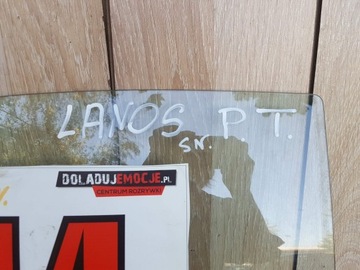 LANOS SN. P.T.
DOLADUJEMOCJE.PL
CENTRUM ROZRYWKI